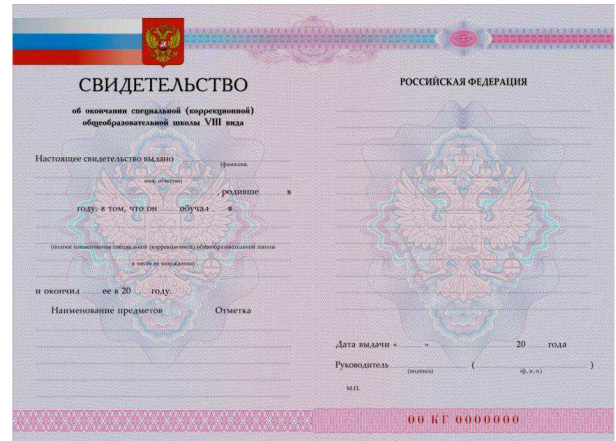 СВИДЕТЕЛЬСТВО
об окончании специальной (коррекционной)
общеобразовательной школы VIII вида
Настоящее свидетельство выдано
(фамилия,
имя, отчество)
, родивше в
году, в том, что он обучал в
(полное наименование специальной (коррекционной) общеобразовательной школы
и место ее нахождения)
и окончил ее в 20 году.
Наименование предметов Отметка
РОССИЙСКАЯ ФЕДЕРАЦИЯ
Дата выдачи « » 20 года
Руководитель ( )
(подпись) (ф., и., о.)
М.П.
00 КГ 0000000